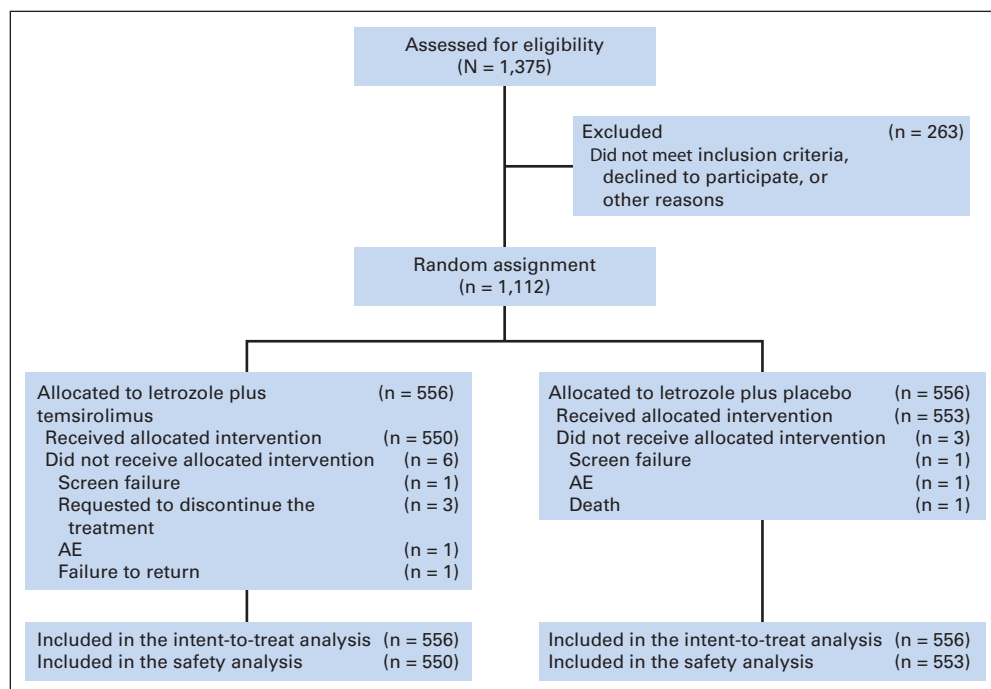 Assessed for eligibility
(N = 1,375)
Excluded (n = 263)
Did not meet inclusion criteria,
declined to participate, or
other reasons
Random assignment
(n = 1,112)
Allocated to letrozole plus (n = 556)
temsirolimus
Received allocated intervention (n = 550)
Did not receive allocated intervention (n = 6)
Screen failure (n = 1)
Requested to discontinue the (n = 3)
treatment
AE (n = 1)
Failure to return (n = 1)
Allocated to letrozole plus placebo (n = 556)
Received allocated intervention (n = 553)
Did not receive allocated intervention (n = 3)
Screen failure (n = 1)
AE (n = 1)
Death (n = 1)
Included in the intent-to-treat analysis (n = 556)
Included in the safety analysis (n = 550)
Included in the intent-to-treat analysis (n = 556)
Included in the safety analysis (n = 553)